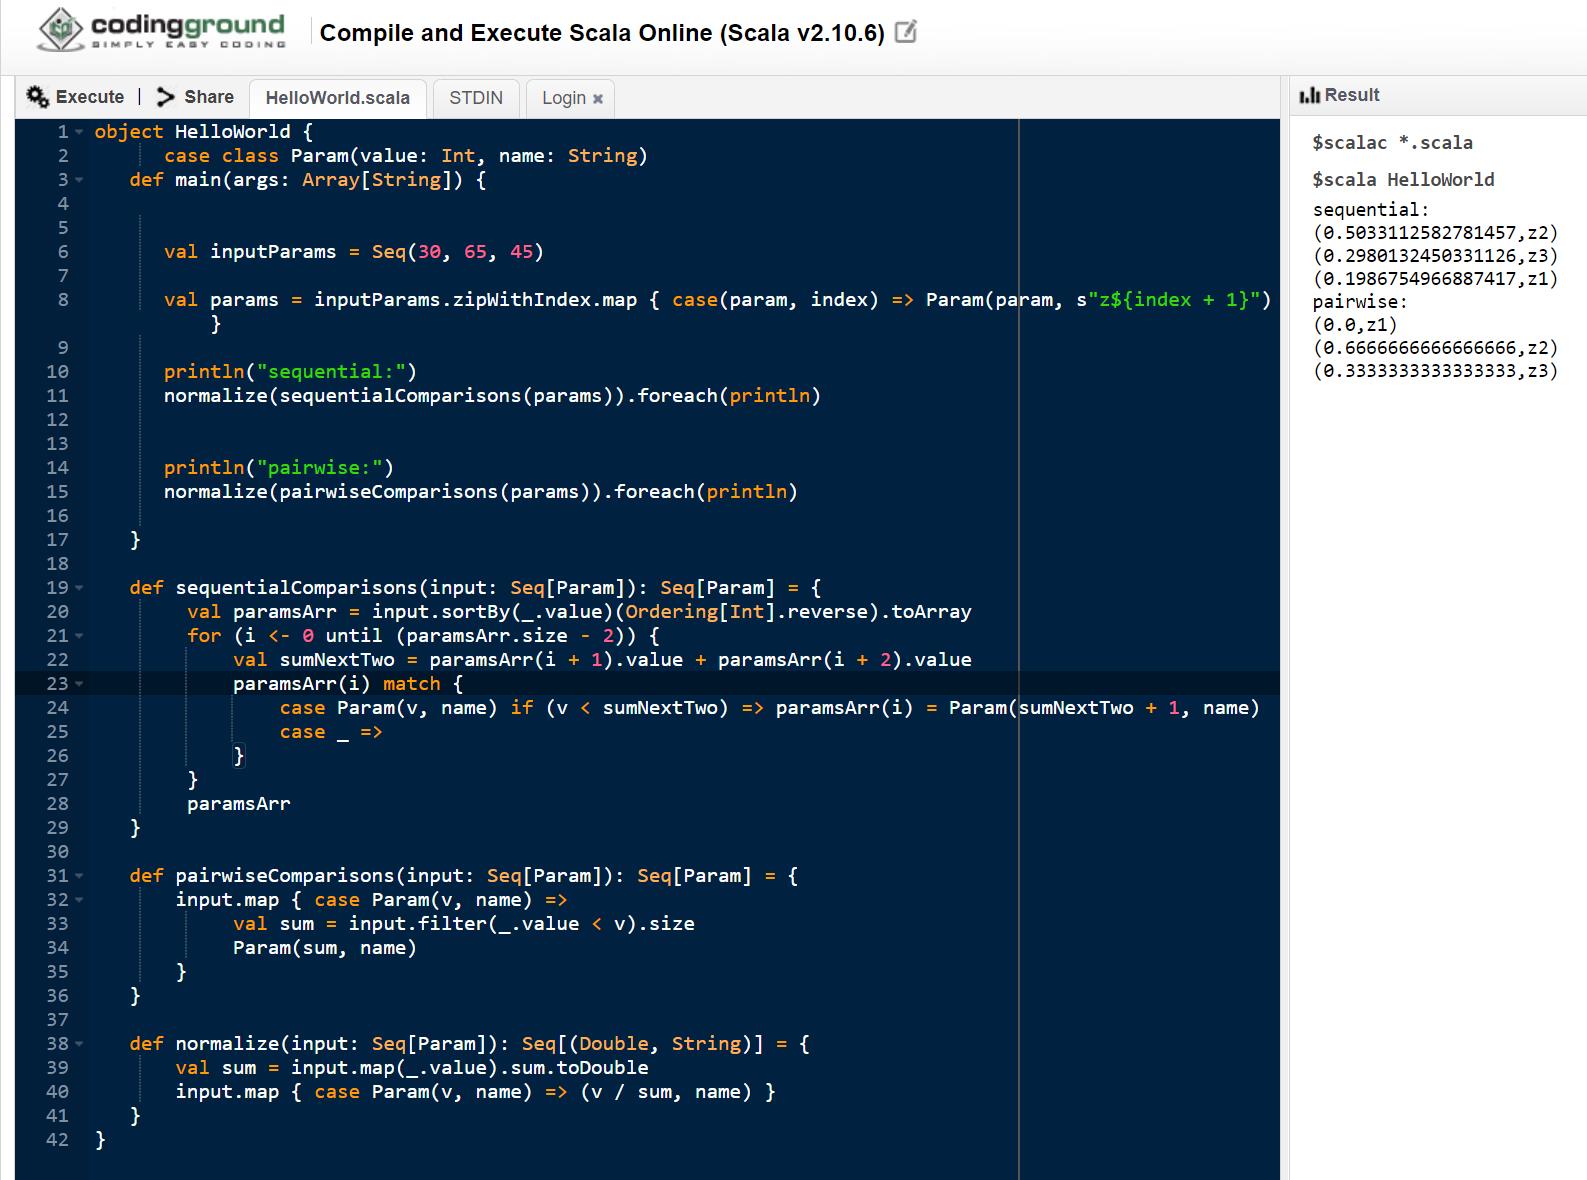 codingground
SIMPLY EASY CODING
Compile and Execute Scala Online (Scala v2.10.6)
Execute | Share HelloWorld.scala STDIN Login ×
Result
1 object HelloWorld {
2 case class Param(value: Int, name: String)
3 def main(args: Array[String]) {
4
5
6 val inputParams = Seq(30, 65, 45)
7
8 val params = inputParams.zipWithIndex.map { case(param, index) => Param(param, s"z${index + 1}")
}
9
10 println("sequential:")
11 normalize(sequentialComparisons(params)).foreach(println)
12
13
14 println("pairwise:")
15 normalize(pairwiseComparisons(params)).foreach(println)
16
17 }
18
19 def sequentialComparisons(input: Seq[Param]): Seq[Param] = {
20 val paramsArr = input.sortBy(_.value)(Ordering[Int].reverse).toArray
21 for (i <- 0 until (paramsArr.size - 2)) {
22 val sumNextTwo = paramsArr(i + 1).value + paramsArr(i + 2).value
23 paramsArr(i) match {
24 case Param(v, name) if (v < sumNextTwo) => paramsArr(i) = Param(sumNextTwo + 1, name)
25 case _ =>
26 }
27 }
28 paramsArr
29 }
30
31 def pairwiseComparisons(input: Seq[Param]): Seq[Param] = {
32 input.map { case Param(v, name) =>
33 val sum = input.filter(_.value < v).size
34 Param(sum, name)
35 }
36 }
37
38 def normalize(input: Seq[Param]): Seq[(Double, String)] = {
39 val sum = input.map(_.value).sum.toDouble
40 input.map { case Param(v, name) => (v / sum, name) }
41 }
42 }
$scalac *.scala
$scala HelloWorld
sequential:
(0.5033112582781457,z2)
(0.2980132450331126,z3)
(0.1986754966887417,z1)
pairwise:
(0.0,z1)
(0.6666666666666666,z2)
(0.3333333333333333,z3)